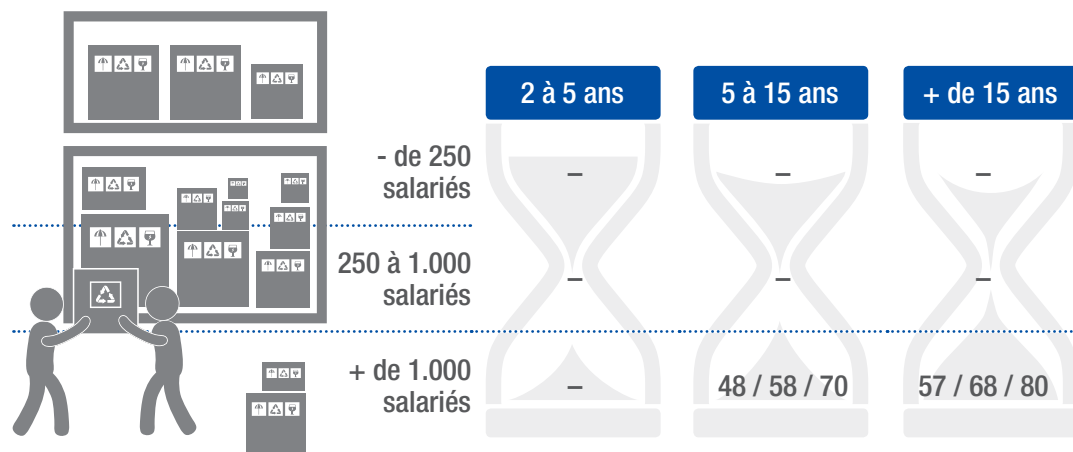 2 à 5 ans
5 à 15 ans
+ de 15 ans
- de 250
salariés
–
–
–
250 à 1.000
salariés
–
–
–
+ de 1.000
salariés
–
48 / 58 / 70
57 / 68 / 80